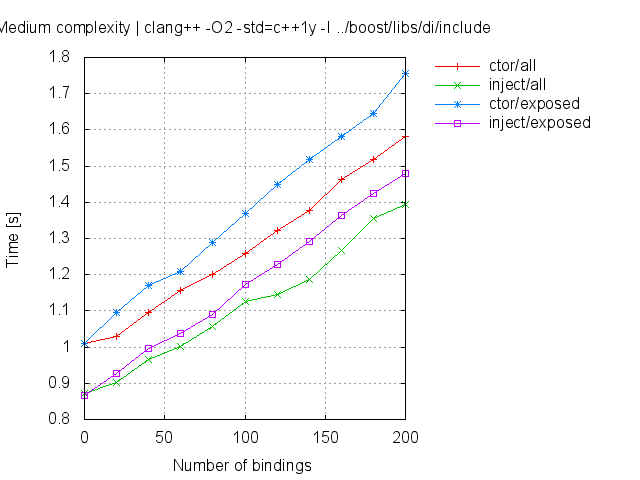 Medium complexity | clang++ -O2 -std=c++1y -I ../boost/libs/di/include
1.8
1.7
1.6
1.5
1.4
1.3
1.2
1.1
1
0.9
0.8
0
50
100
150
200
Time [s]
Number of bindings
ctor/all
inject/all
ctor/exposed
inject/exposed